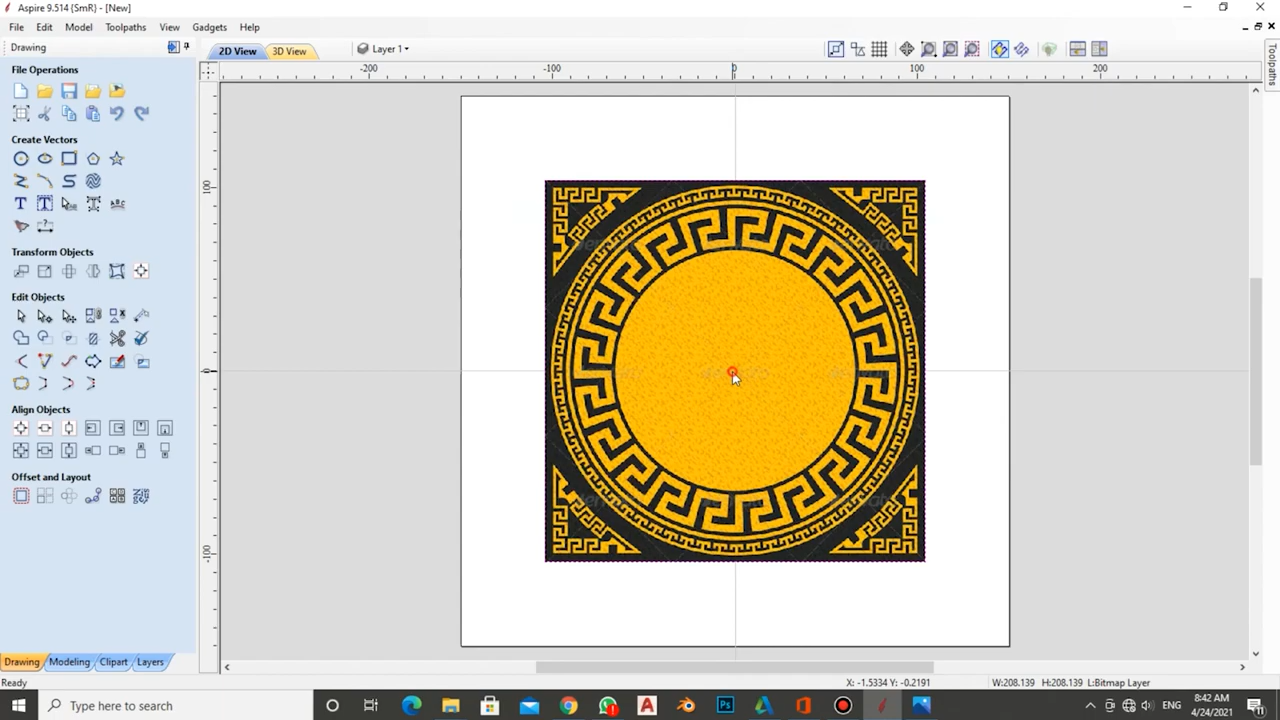 Aspire 9.514 {SmR} - [New]
File Edit Model Toolpaths View Gadgets Help
Drawing
2D View 3D View Layer 1
Toolpaths
File Operations
-200 -100 0 100 200
Create Vectors
100
Transform Objects
Edit Objects
0
Align Objects
Offset and Layout
-100
Drawing Modeling Clipart Layers
Ready X: -1.5334 Y: -0.2191 W:208.139 H:208.139 L:Bitmap Layer
Type here to search
ENG
8:42 AM
4/24/2021